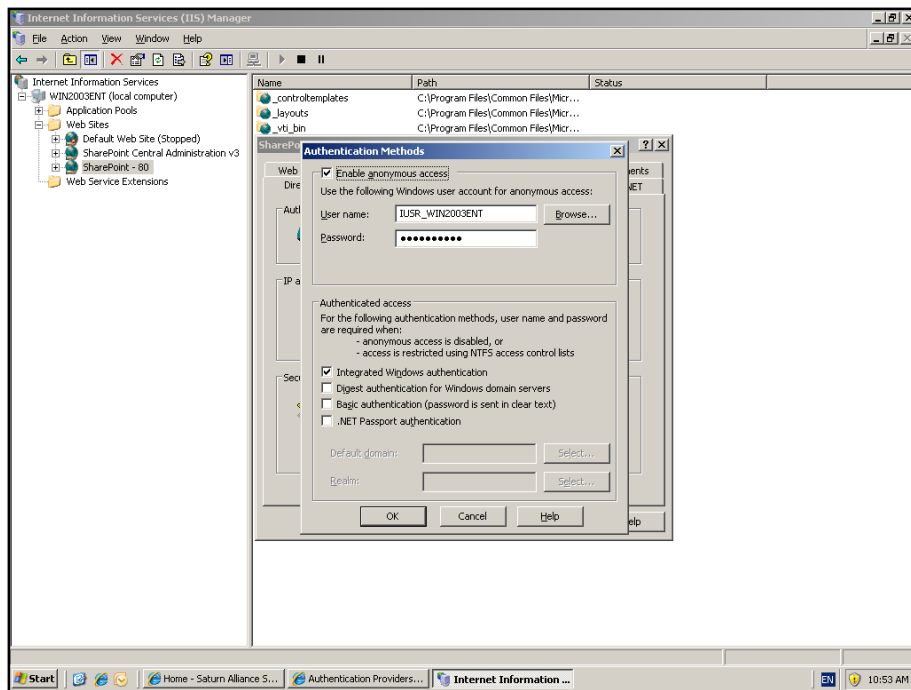 Internet Information Services (IIS) Manager
File Action View Window Help
Internet Information Services
WIN2003ENT (local computer)
Application Pools
Web Sites
Default Web Site (Stopped)
SharePoint Central Administration v3
SharePoint - 80
Web Service Extensions
Name Path Status
_controltemplates C:\Program Files\Common Files\Micr...
_layouts C:\Program Files\Common Files\Micr...
_vti_bin C:\Program Files\Common Files\Micr...
Authentication Methods
Enable anonymous access
Use the following Windows user account for anonymous access:
User name: IUSR_WIN2003ENT Browse...
Password: ●●●●●●●●●●
Authenticated access
For the following authentication methods, user name and password
are required when:
- anonymous access is disabled, or
- access is restricted using NTFS access control lists
Integrated Windows authentication
Digest authentication for Windows domain servers
Basic authentication (password is sent in clear text)
.NET Passport authentication
Default domain: Select...
Realm: Select...
OK Cancel Help
Start Home - Saturn Alliance S... Authentication Providers... Internet Information ... EN 10:53 AM